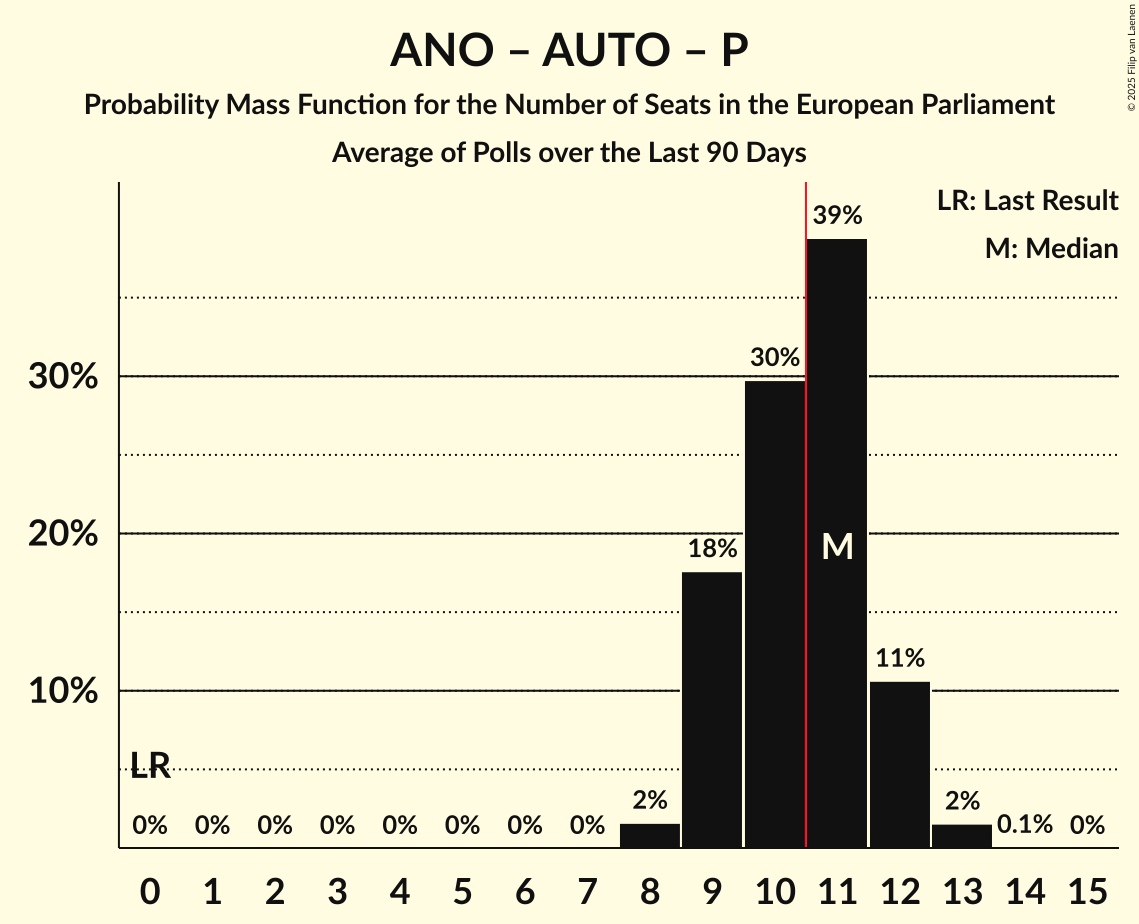 ANO – AUTO – P
Probability Mass Function for the Number of Seats in the European Parliament
Average of Polls over the Last 90 Days
© 2025 Filip van Laenen
LR: Last Result
M: Median
39%
30%
30%
20%
18%
M
11%
10%
LR
2%
2%
0% 0% 0% 0% 0% 0% 0% 0% 0.1% 0%
0 1 2 3 4 5 6 7 8 9 10 11 12 13 14 15